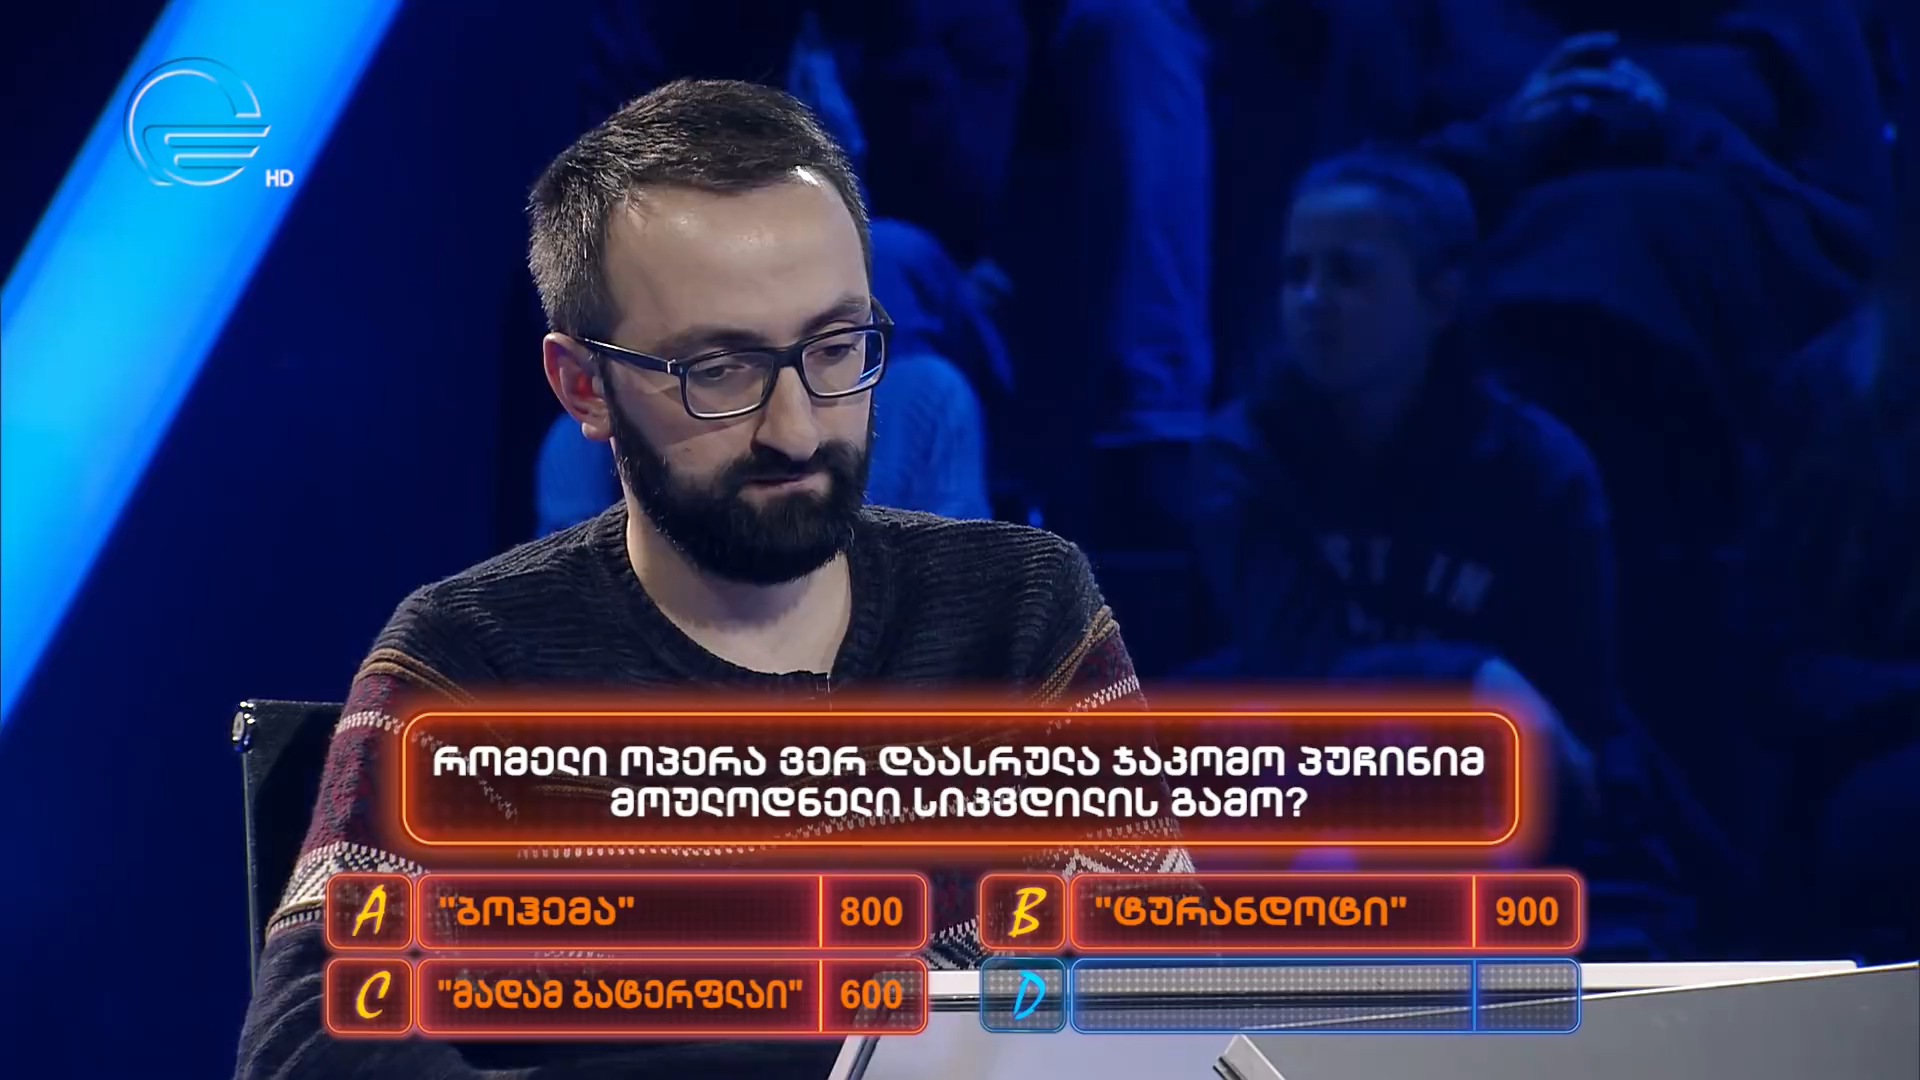 HD
რომელი ოპერა ვერ დაასრულა ჯაკომო პუჩინიმ
მოულოდნელი სიკვდილის გამო?
A "ბოჰემა" 800
B "ტურანდოტი" 900
C "მადამ ბატერფლაი" 600
D